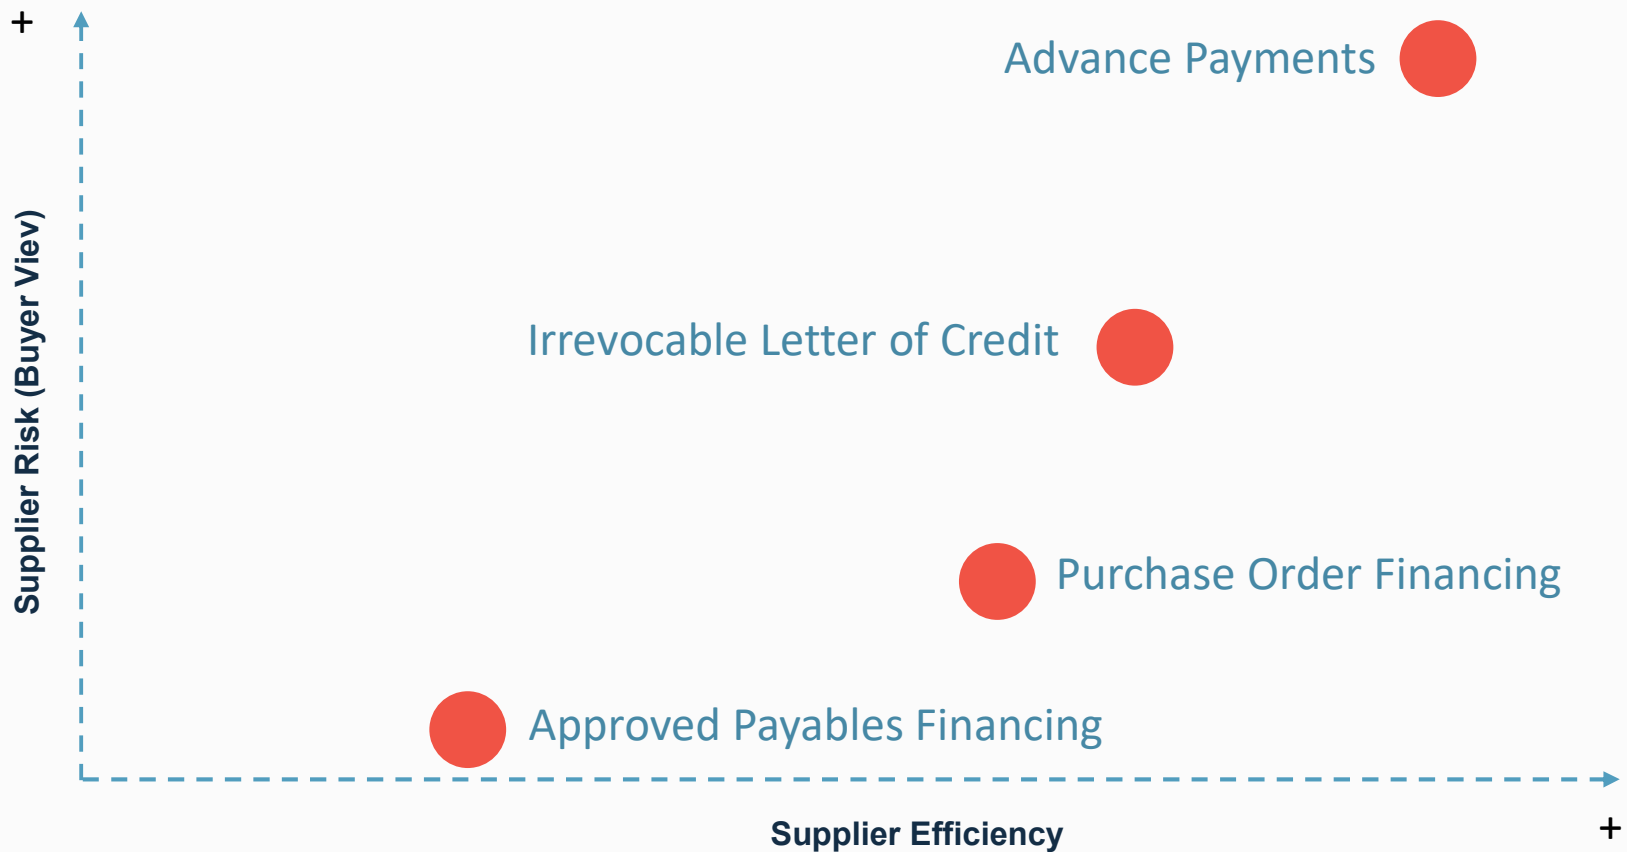 +
Advance Payments
Supplier Risk (Buyer Viev)
Irrevocable Letter of Credit
Purchase Order Financing
Approved Payables Financing
Supplier Efficiency
+